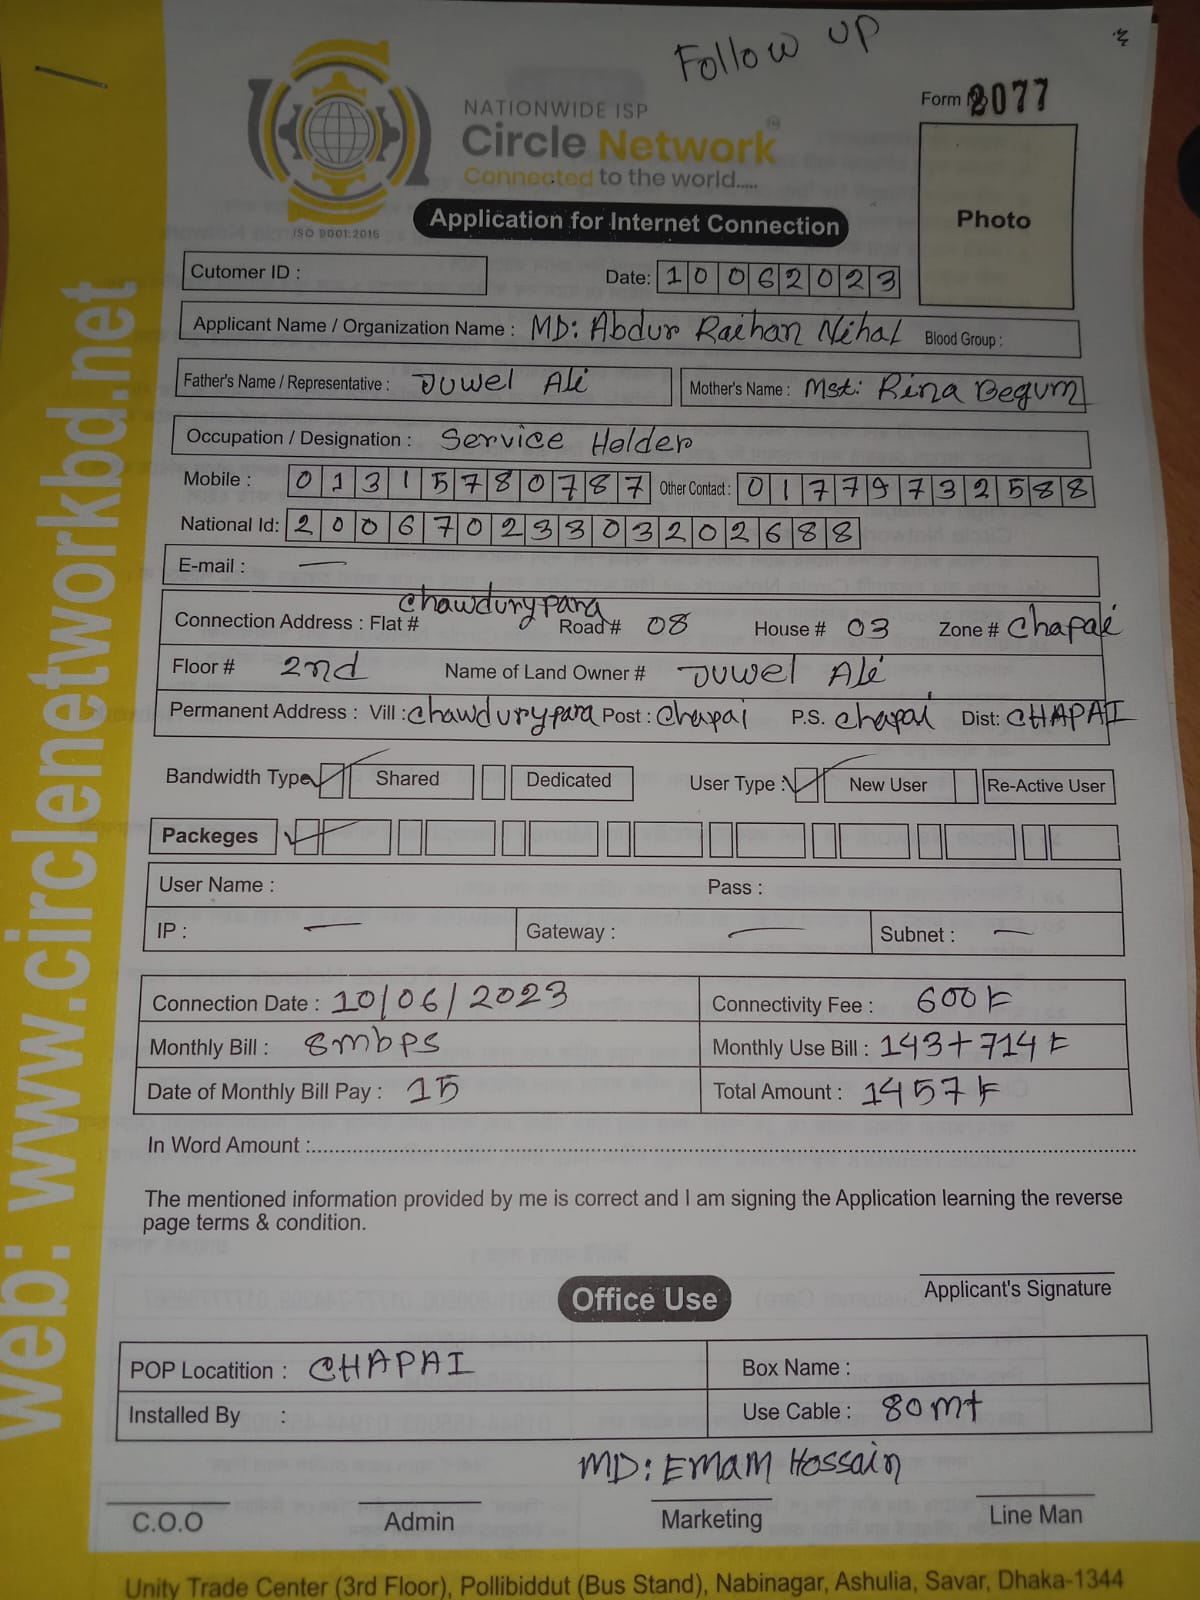 Follow UP
Form No 2077
NATIONWIDE ISP
Circle Network
Connected to the world.....
ISO 9001:2015
Application for Internet Connection
Photo
Cutomer ID :
Date: 10062023
Applicant Name / Organization Name : MD: Abdur Raihan Nihal Blood Group :
Father's Name / Representative : Juwel Ali Mother's Name : Mst: Rina Begum
Occupation / Designation : Service Holder
Mobile : 01315780787 Other Contact : 01779732588
National Id: 20067023303202688
E-mail : —
Connection Address : Flat # Chawdurypara Road # 08 House # 03 Zone # Chapai
Floor # 2nd Name of Land Owner # Juwel Ali
Permanent Address : Vill : Chawdurypara Post : Chapai P.S. Chapai Dist: CHAPAI
Bandwidth Type Shared Dedicated User Type : New User Re-Active User
Packeges
User Name : Pass :
IP : — Gateway : — Subnet : —
Connection Date : 10/06/2023 Connectivity Fee : 600৳
Monthly Bill : 8mbps Monthly Use Bill : 143+714৳
Date of Monthly Bill Pay : 15 Total Amount : 1457৳
In Word Amount :
The mentioned information provided by me is correct and I am signing the Application learning the reverse
page terms & condition.
Applicant's Signature
Office Use
POP Locatition : CHAPAI Box Name :
Installed By : Use Cable : 80mt
MD: EMAM Hossain
C.O.O Admin Marketing Line Man
Unity Trade Center (3rd Floor), Pollibiddut (Bus Stand), Nabinagar, Ashulia, Savar, Dhaka-1344
web: www.circlenetworkbd.net